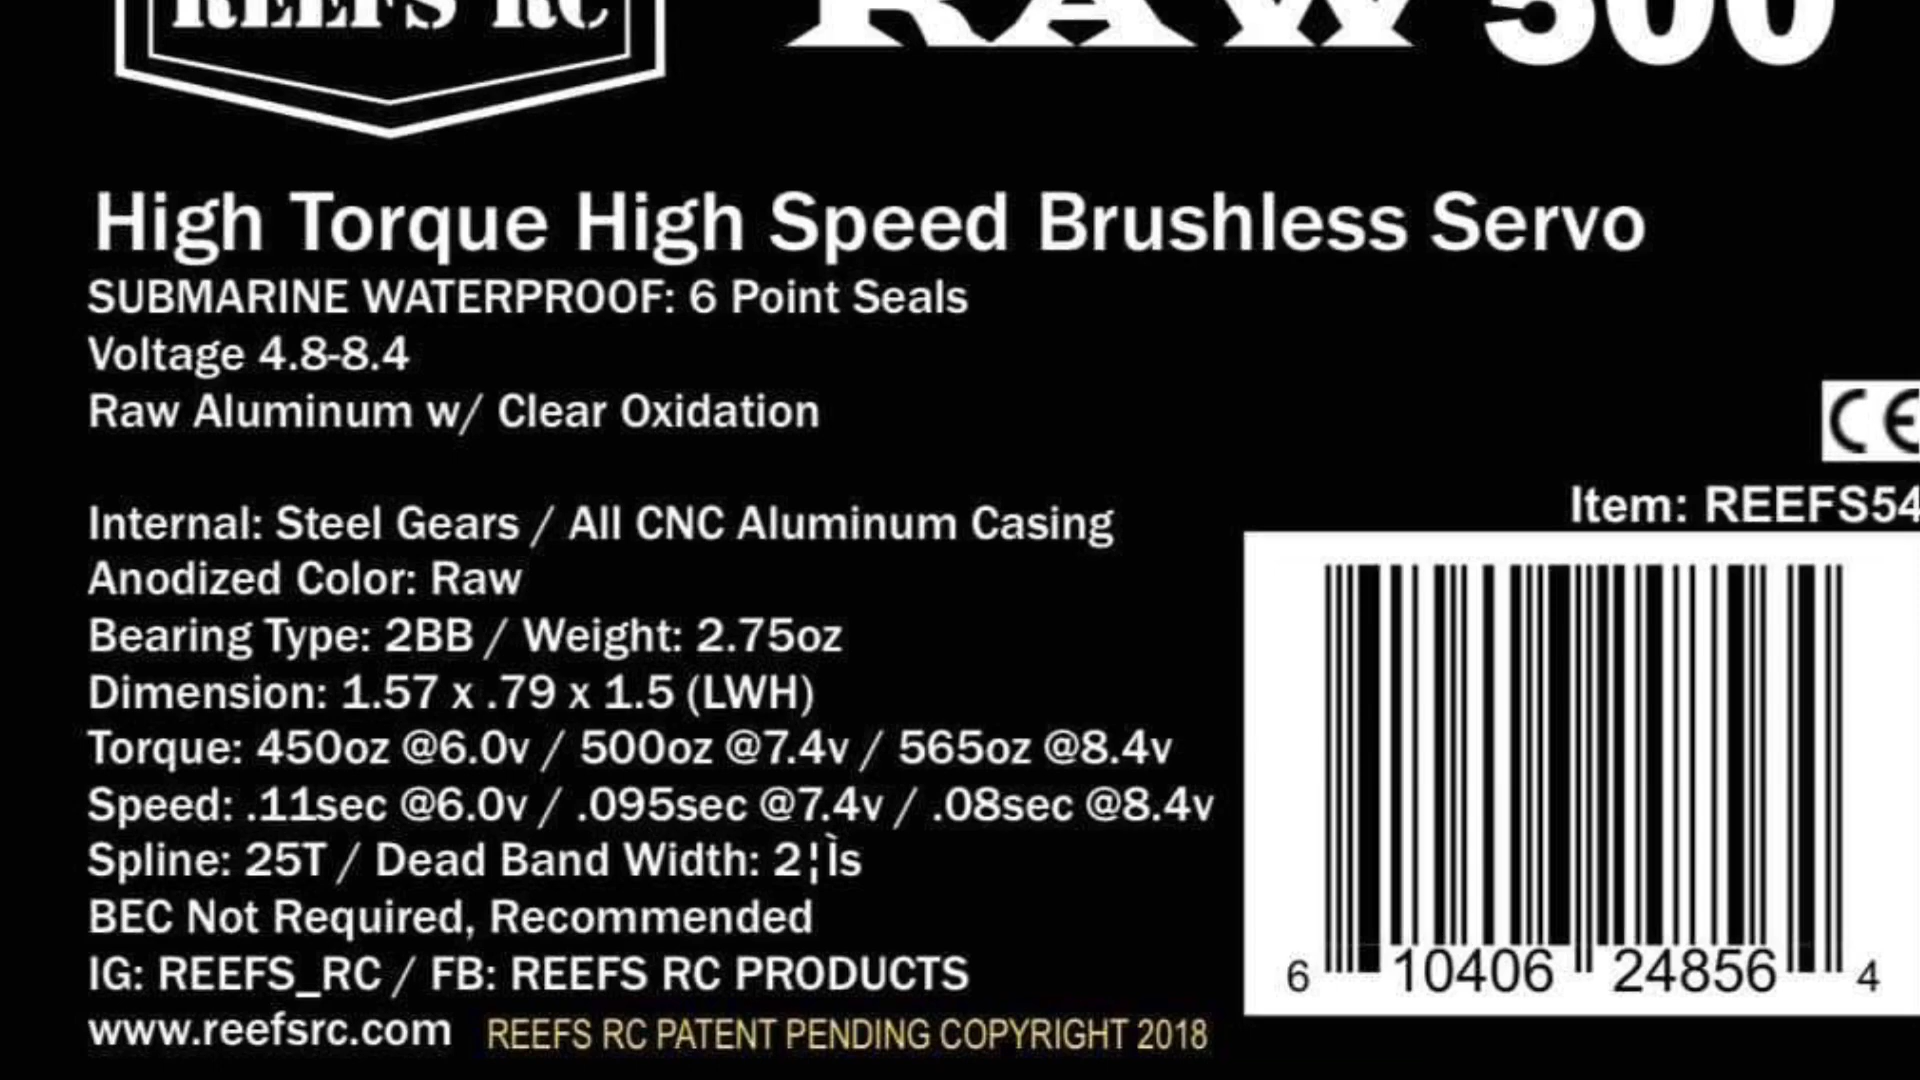 REEFS RC
RAW 500
High Torque High Speed Brushless Servo
SUBMARINE WATERPROOF: 6 Point Seals
Voltage 4.8-8.4
Raw Aluminum w/ Clear Oxidation
CE
Item: REEFS54
Internal: Steel Gears / All CNC Aluminum Casing
Anodized Color: Raw
Bearing Type: 2BB / Weight: 2.75oz
Dimension: 1.57 x .79 x 1.5 (LWH)
Torque: 450oz @6.0v / 500oz @7.4v / 565oz @8.4v
Speed: .11sec @6.0v / .095sec @7.4v / .08sec @8.4v
Spline: 25T / Dead Band Width: 2¦Ìs
BEC Not Required, Recommended
IG: REEFS_RC / FB: REEFS RC PRODUCTS
www.reefsrc.com REEFS RC PATENT PENDING COPYRIGHT 2018
6 10406 24856 4